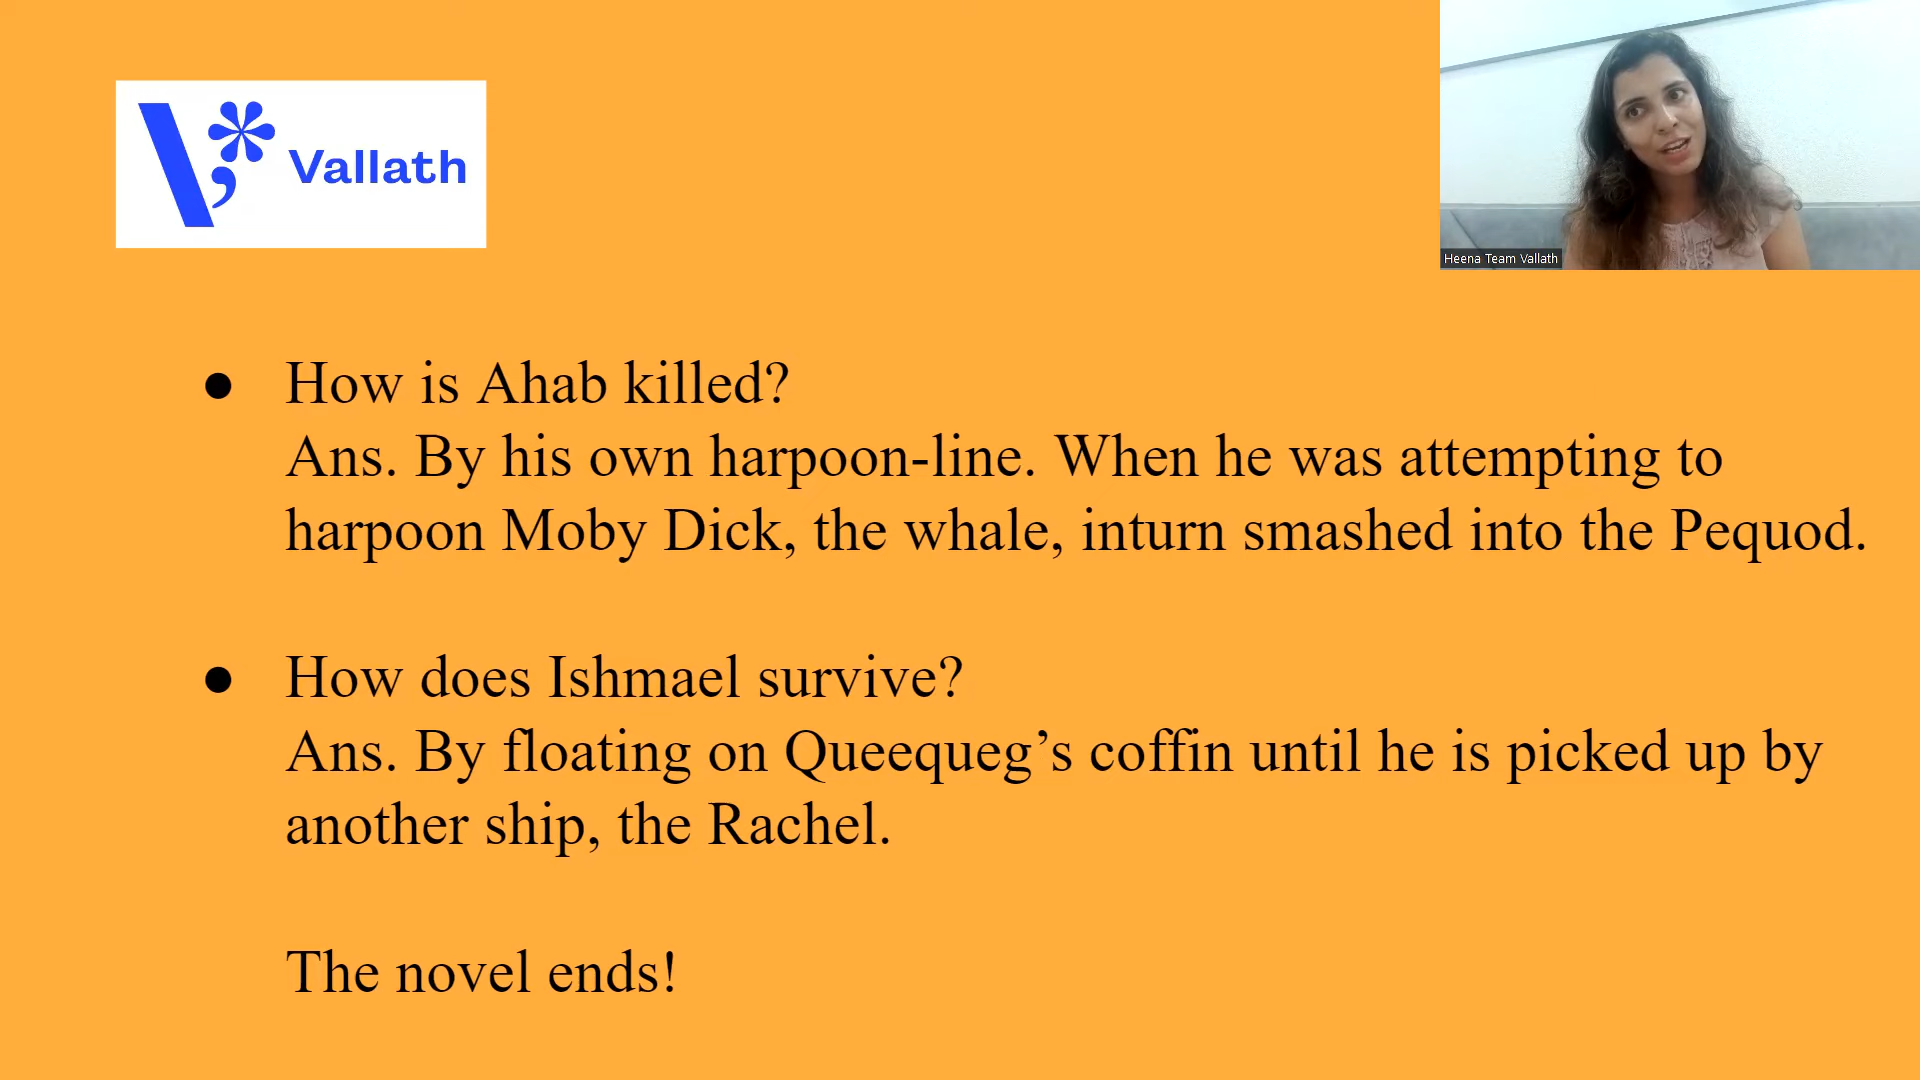 Vallath
Heena Team Vallath
● How is Ahab killed?
Ans. By his own harpoon-line. When he was attempting to
harpoon Moby Dick, the whale, inturn smashed into the Pequod.
● How does Ishmael survive?
Ans. By floating on Queequeg’s coffin until he is picked up by
another ship, the Rachel.
The novel ends!